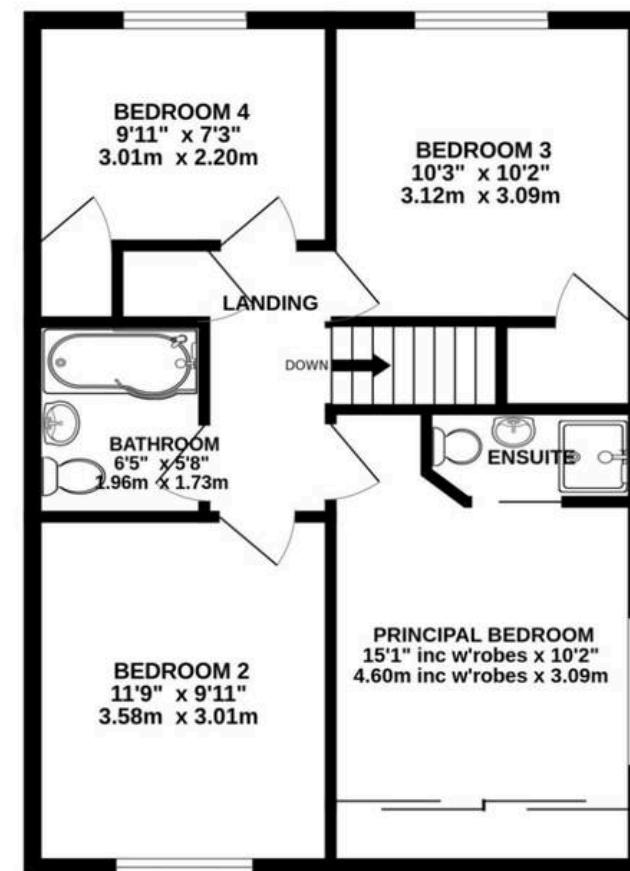 BEDROOM 4
9'11" x 7'3"
3.01m x 2.20m
BEDROOM 3
10'3" x 10'2"
3.12m x 3.09m
LANDING
DOWN
BATHROOM
6'5" x 5'8"
1.96m x 1.73m
ENSUITE
PRINCIPAL BEDROOM
15'1" inc w'robes x 10'2"
4.60m inc w'robes x 3.09m
BEDROOM 2
11'9" x 9'11"
3.58m x 3.01m